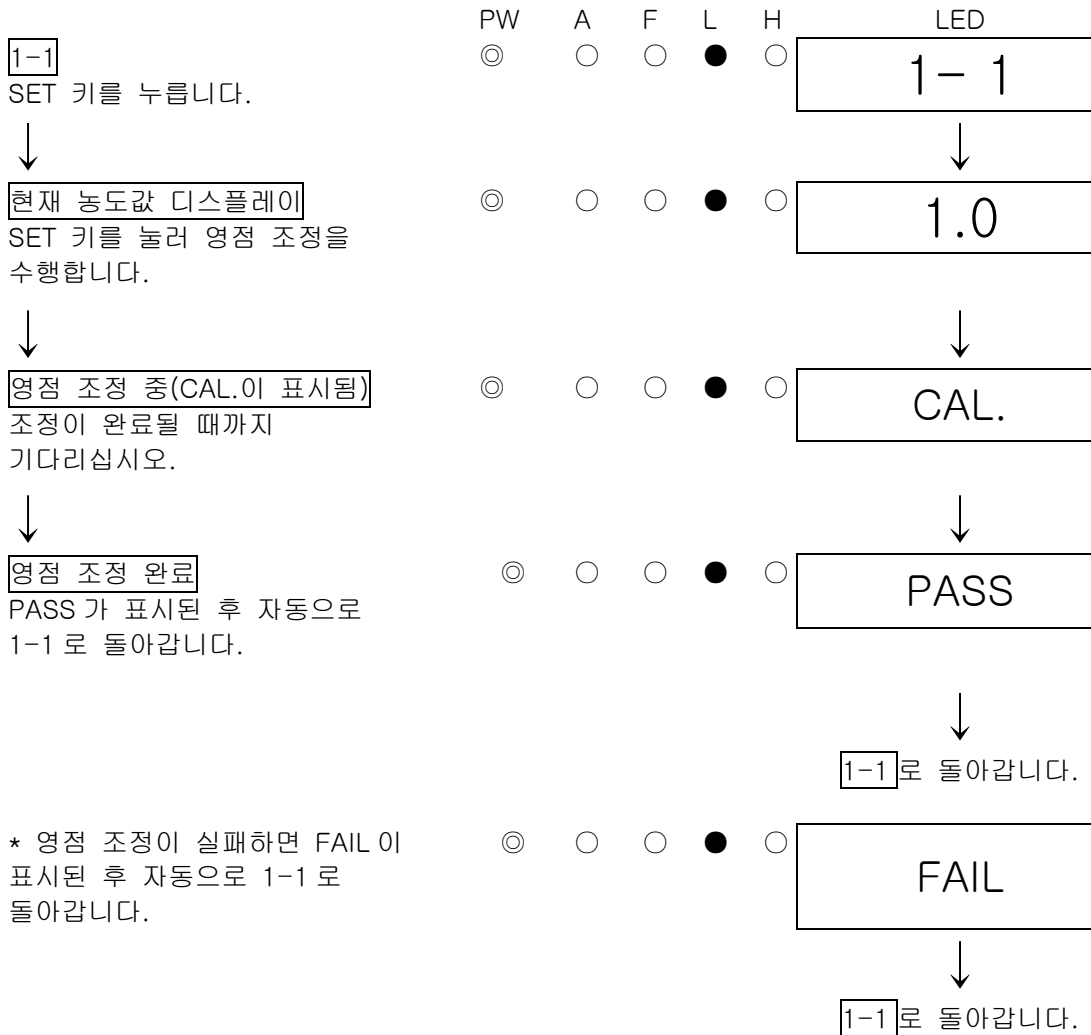 PW A F L H LED
1-1 ◎ ○ ○ ● ○ 1- 1
SET 키를 누릅니다.
↓ ↓
현재 농도값 디스플레이 ◎ ○ ○ ● ○ 1.0
SET 키를 눌러 영점 조정을
수행합니다.
↓ ↓
영점 조정 중(CAL.이 표시됨) ◎ ○ ○ ● ○ CAL.
조정이 완료될 때까지
기다리십시오.
↓ ↓
영점 조정 완료 ◎ ○ ○ ● ○ PASS
PASS 가 표시된 후 자동으로
1-1 로 돌아갑니다.
↓
1-1 로 돌아갑니다.
* 영점 조정이 실패하면 FAIL 이 ◎ ○ ○ ● ○ FAIL
표시된 후 자동으로 1-1 로
돌아갑니다.
↓
1-1 로 돌아갑니다.